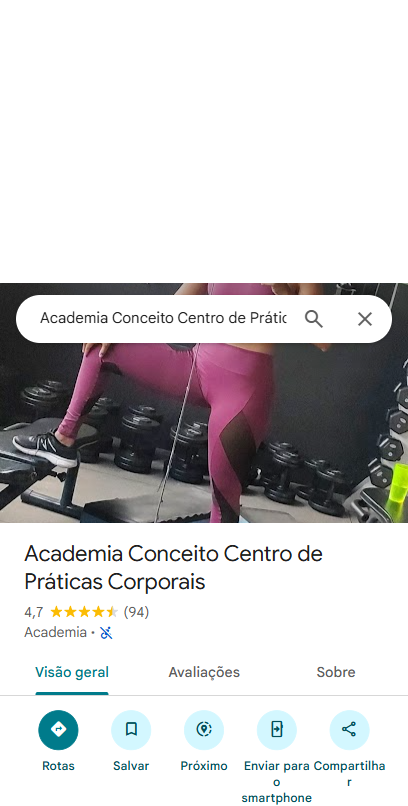 Academia Conceito Centro de Prátic
Academia Conceito Centro de
Práticas Corporais
4,7 (94)
Academia ·
Visão geral Avaliações Sobre
Rotas Salvar Próximo Enviar para o smartphone Compartilhar